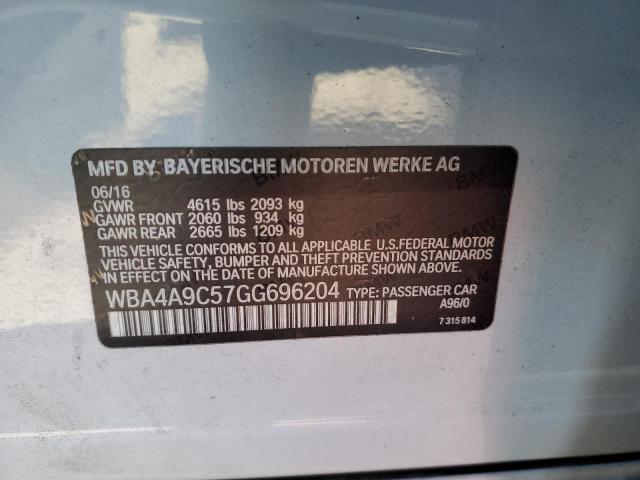 MFD BY BAYERISCHE MOTOREN WERKE AG
06/16
GVWR 4615 lbs 2093 kg
GAWR FRONT 2060 lbs 934 kg
GAWR REAR 2665 lbs 1209 kg
THIS VEHICLE CONFORMS TO ALL APPLICABLE U.S.FEDERAL MOTOR
VEHICLE SAFETY, BUMPER AND THEFT PREVENTION STANDARDS
IN EFFECT ON THE DATE OF MANUFACTURE SHOWN ABOVE.
WBA4A9C57GG696204 TYPE: PASSENGER CAR
A96/0
7 315 814